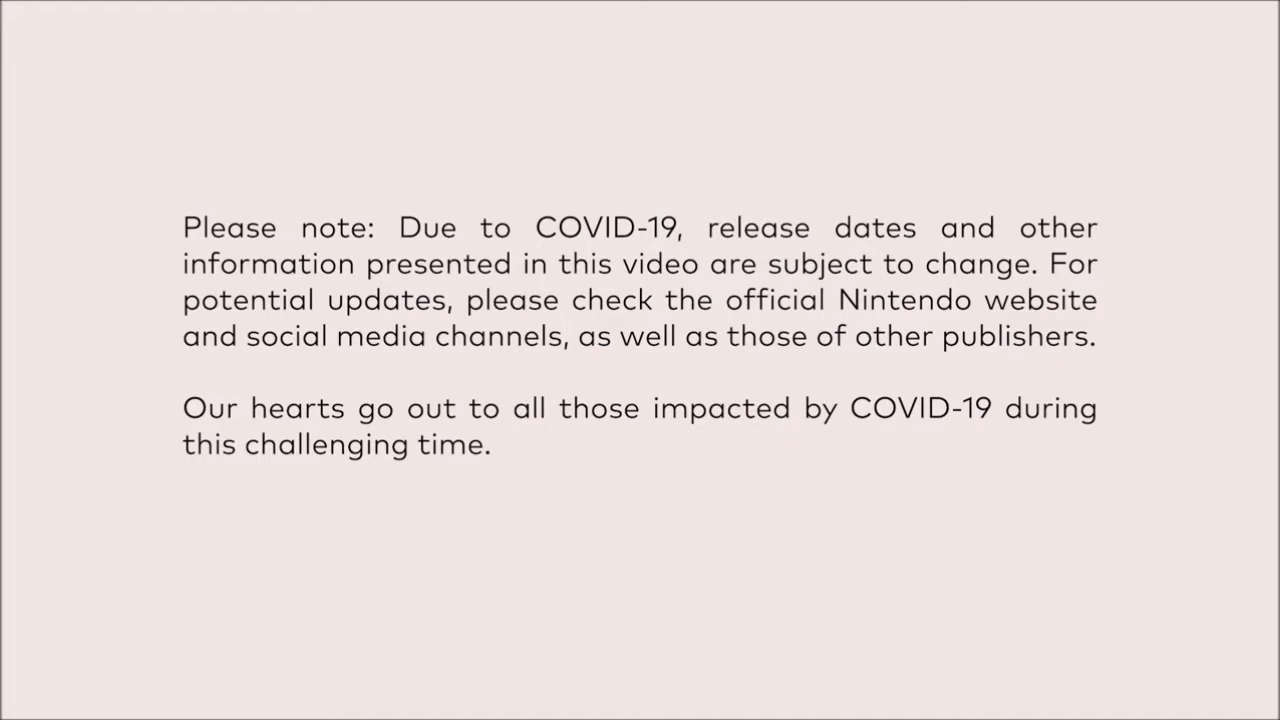 Please note: Due to COVID-19, release dates and other
information presented in this video are subject to change. For
potential updates, please check the official Nintendo website
and social media channels, as well as those of other publishers.
Our hearts go out to all those impacted by COVID-19 during
this challenging time.